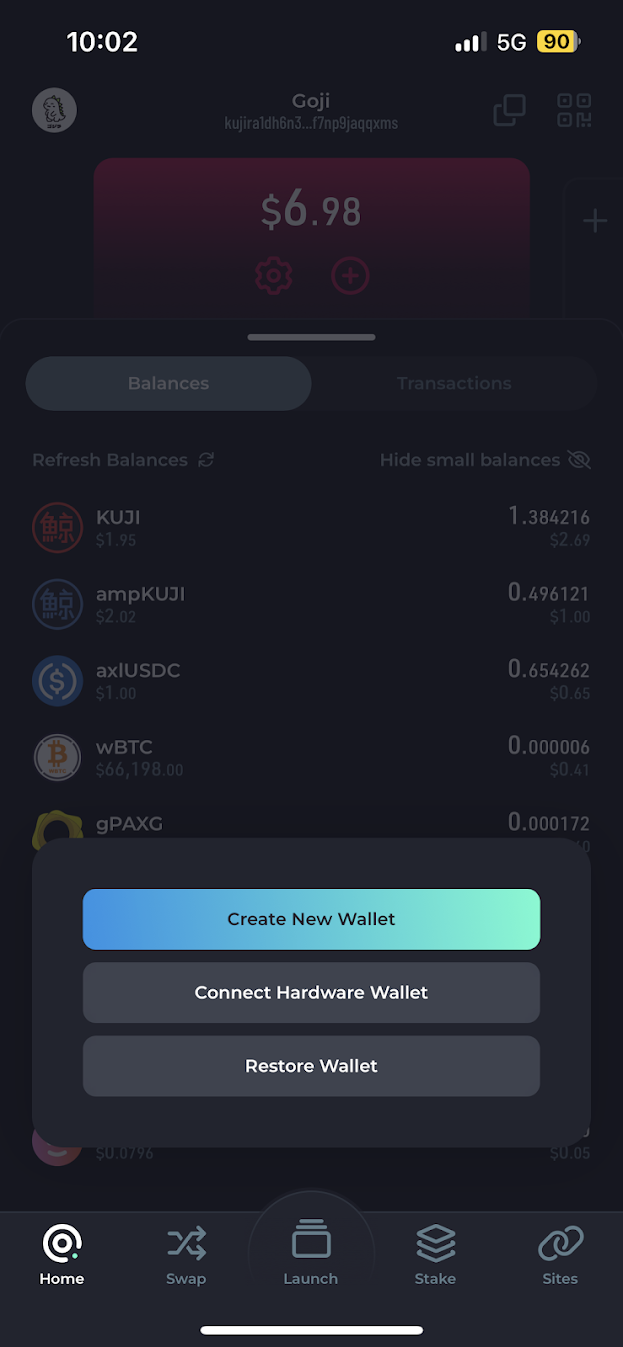 10:02
5G 90
Goji
kujira1dh6n3...f7np9jaqqxms
$6.98
Balances
Transactions
Refresh Balances
Hide small balances
鯨
KUJI
1.384216
$1.95
$2.69
鯨
ampKUJI
0.496121
$2.02
$1.00
axlUSDC
0.654262
$1.00
$0.65
wBTC
0.000006
$66,198.00
$0.41
gPAXG
0.000172
Create New Wallet
Connect Hardware Wallet
Restore Wallet
$0.0796
$0.05
Home
Swap
Launch
Stake
Sites